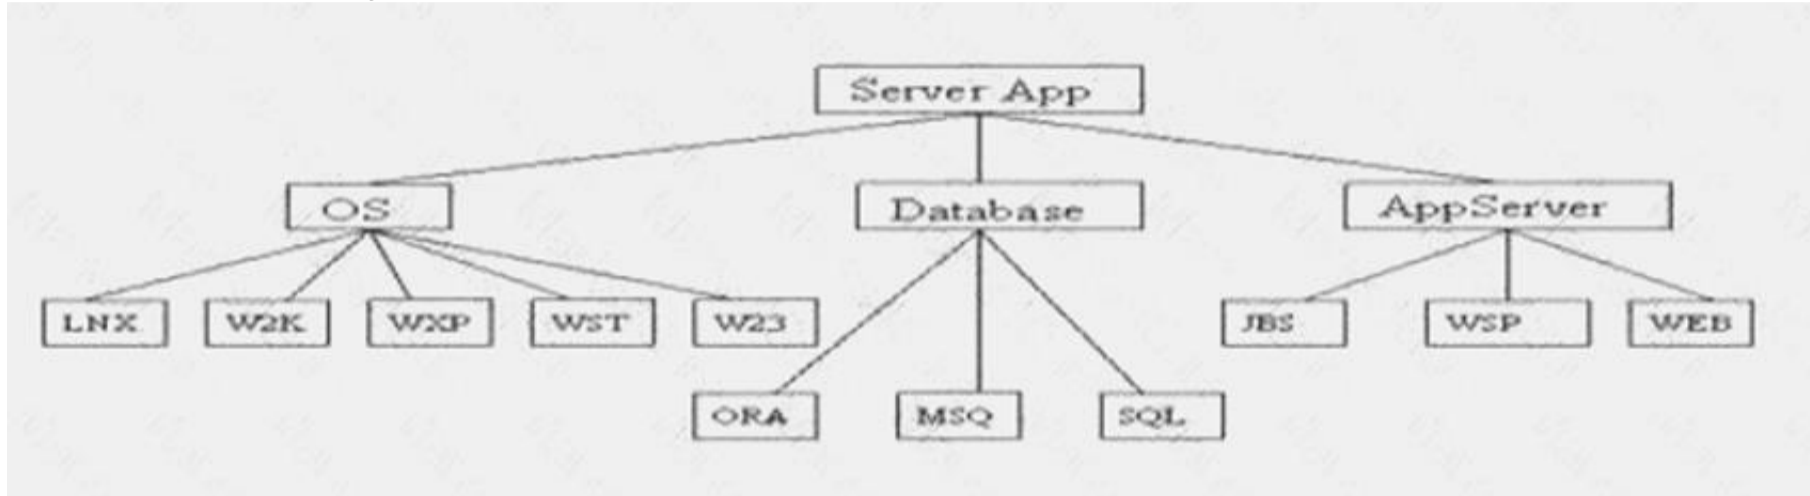 Server App
OS
Database
AppServer
LNX
W2K
WXP
WST
W23
JBS
WSP
WEB
ORA
MSQ
SQL